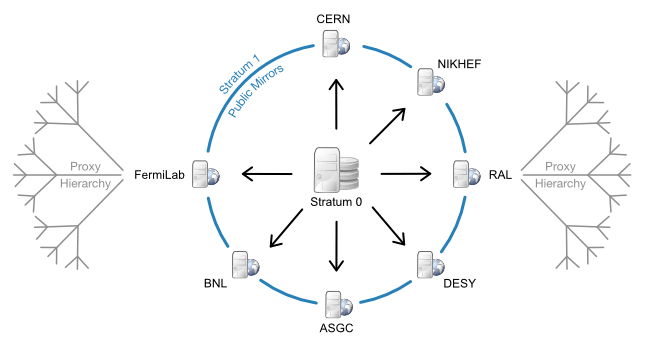 CERN
Stratum 1
Public Mirrors
NIKHEF
Proxy
Hierarchy
FermiLab
Stratum 0
RAL
Proxy
Hierarchy
BNL
DESY
ASGC